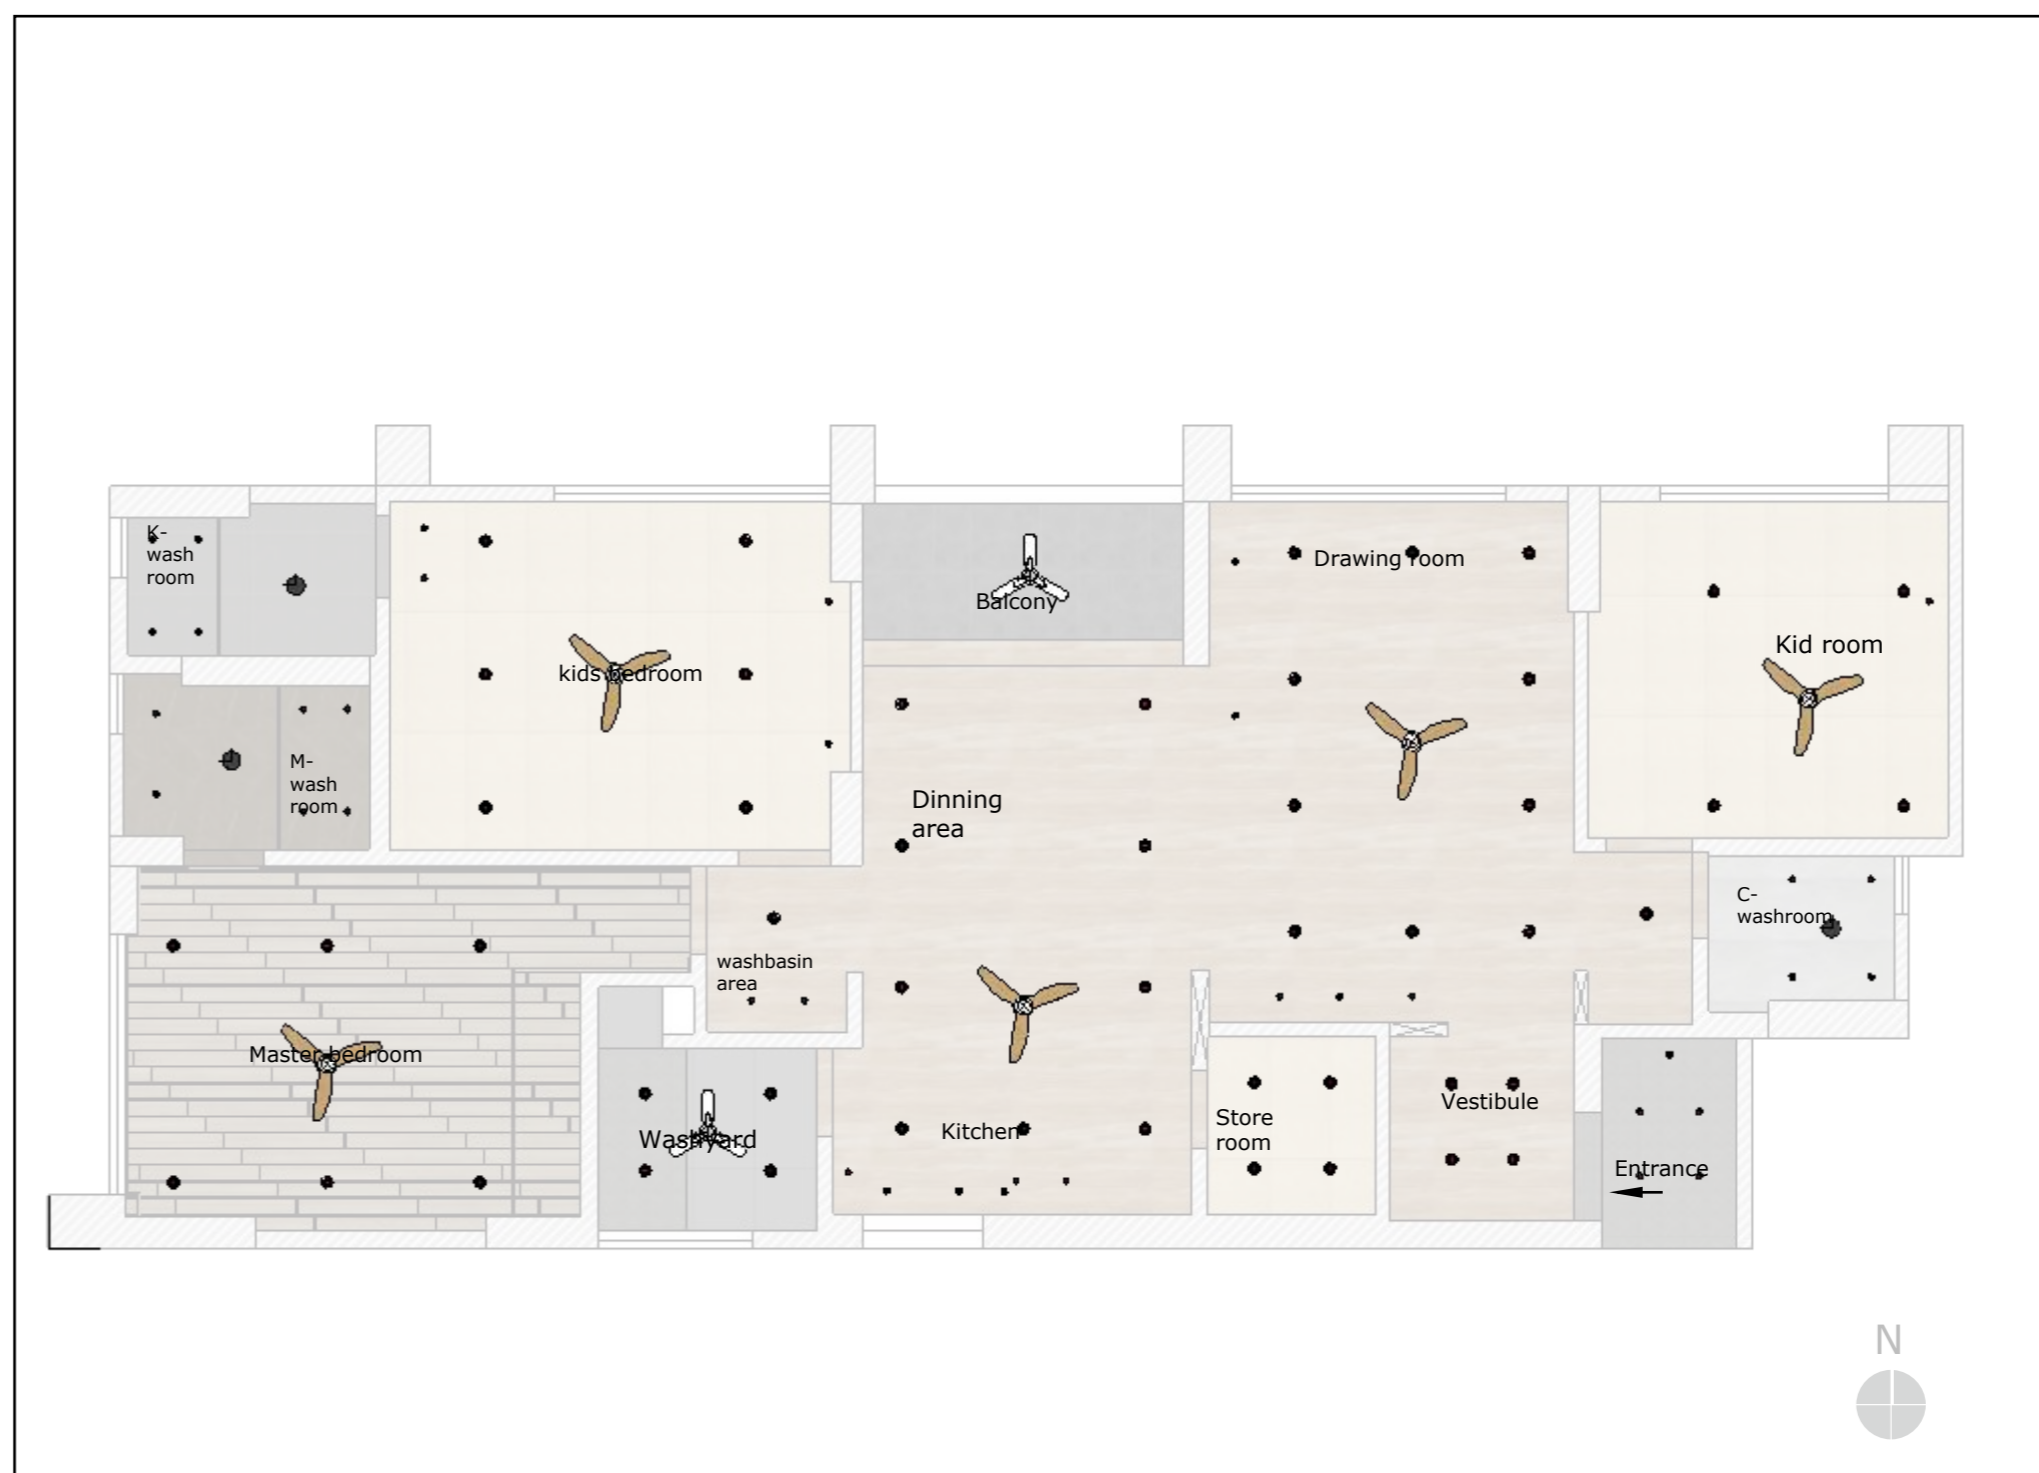 K-
wash
room
Drawing room
Balcony
Kid room
kids bedroom
M-
wash
room
Dinning
area
C-
washroom
washbasin
area
Master bedroom
Washyard
Kitchen
Store
room
Vestibule
Entrance
N